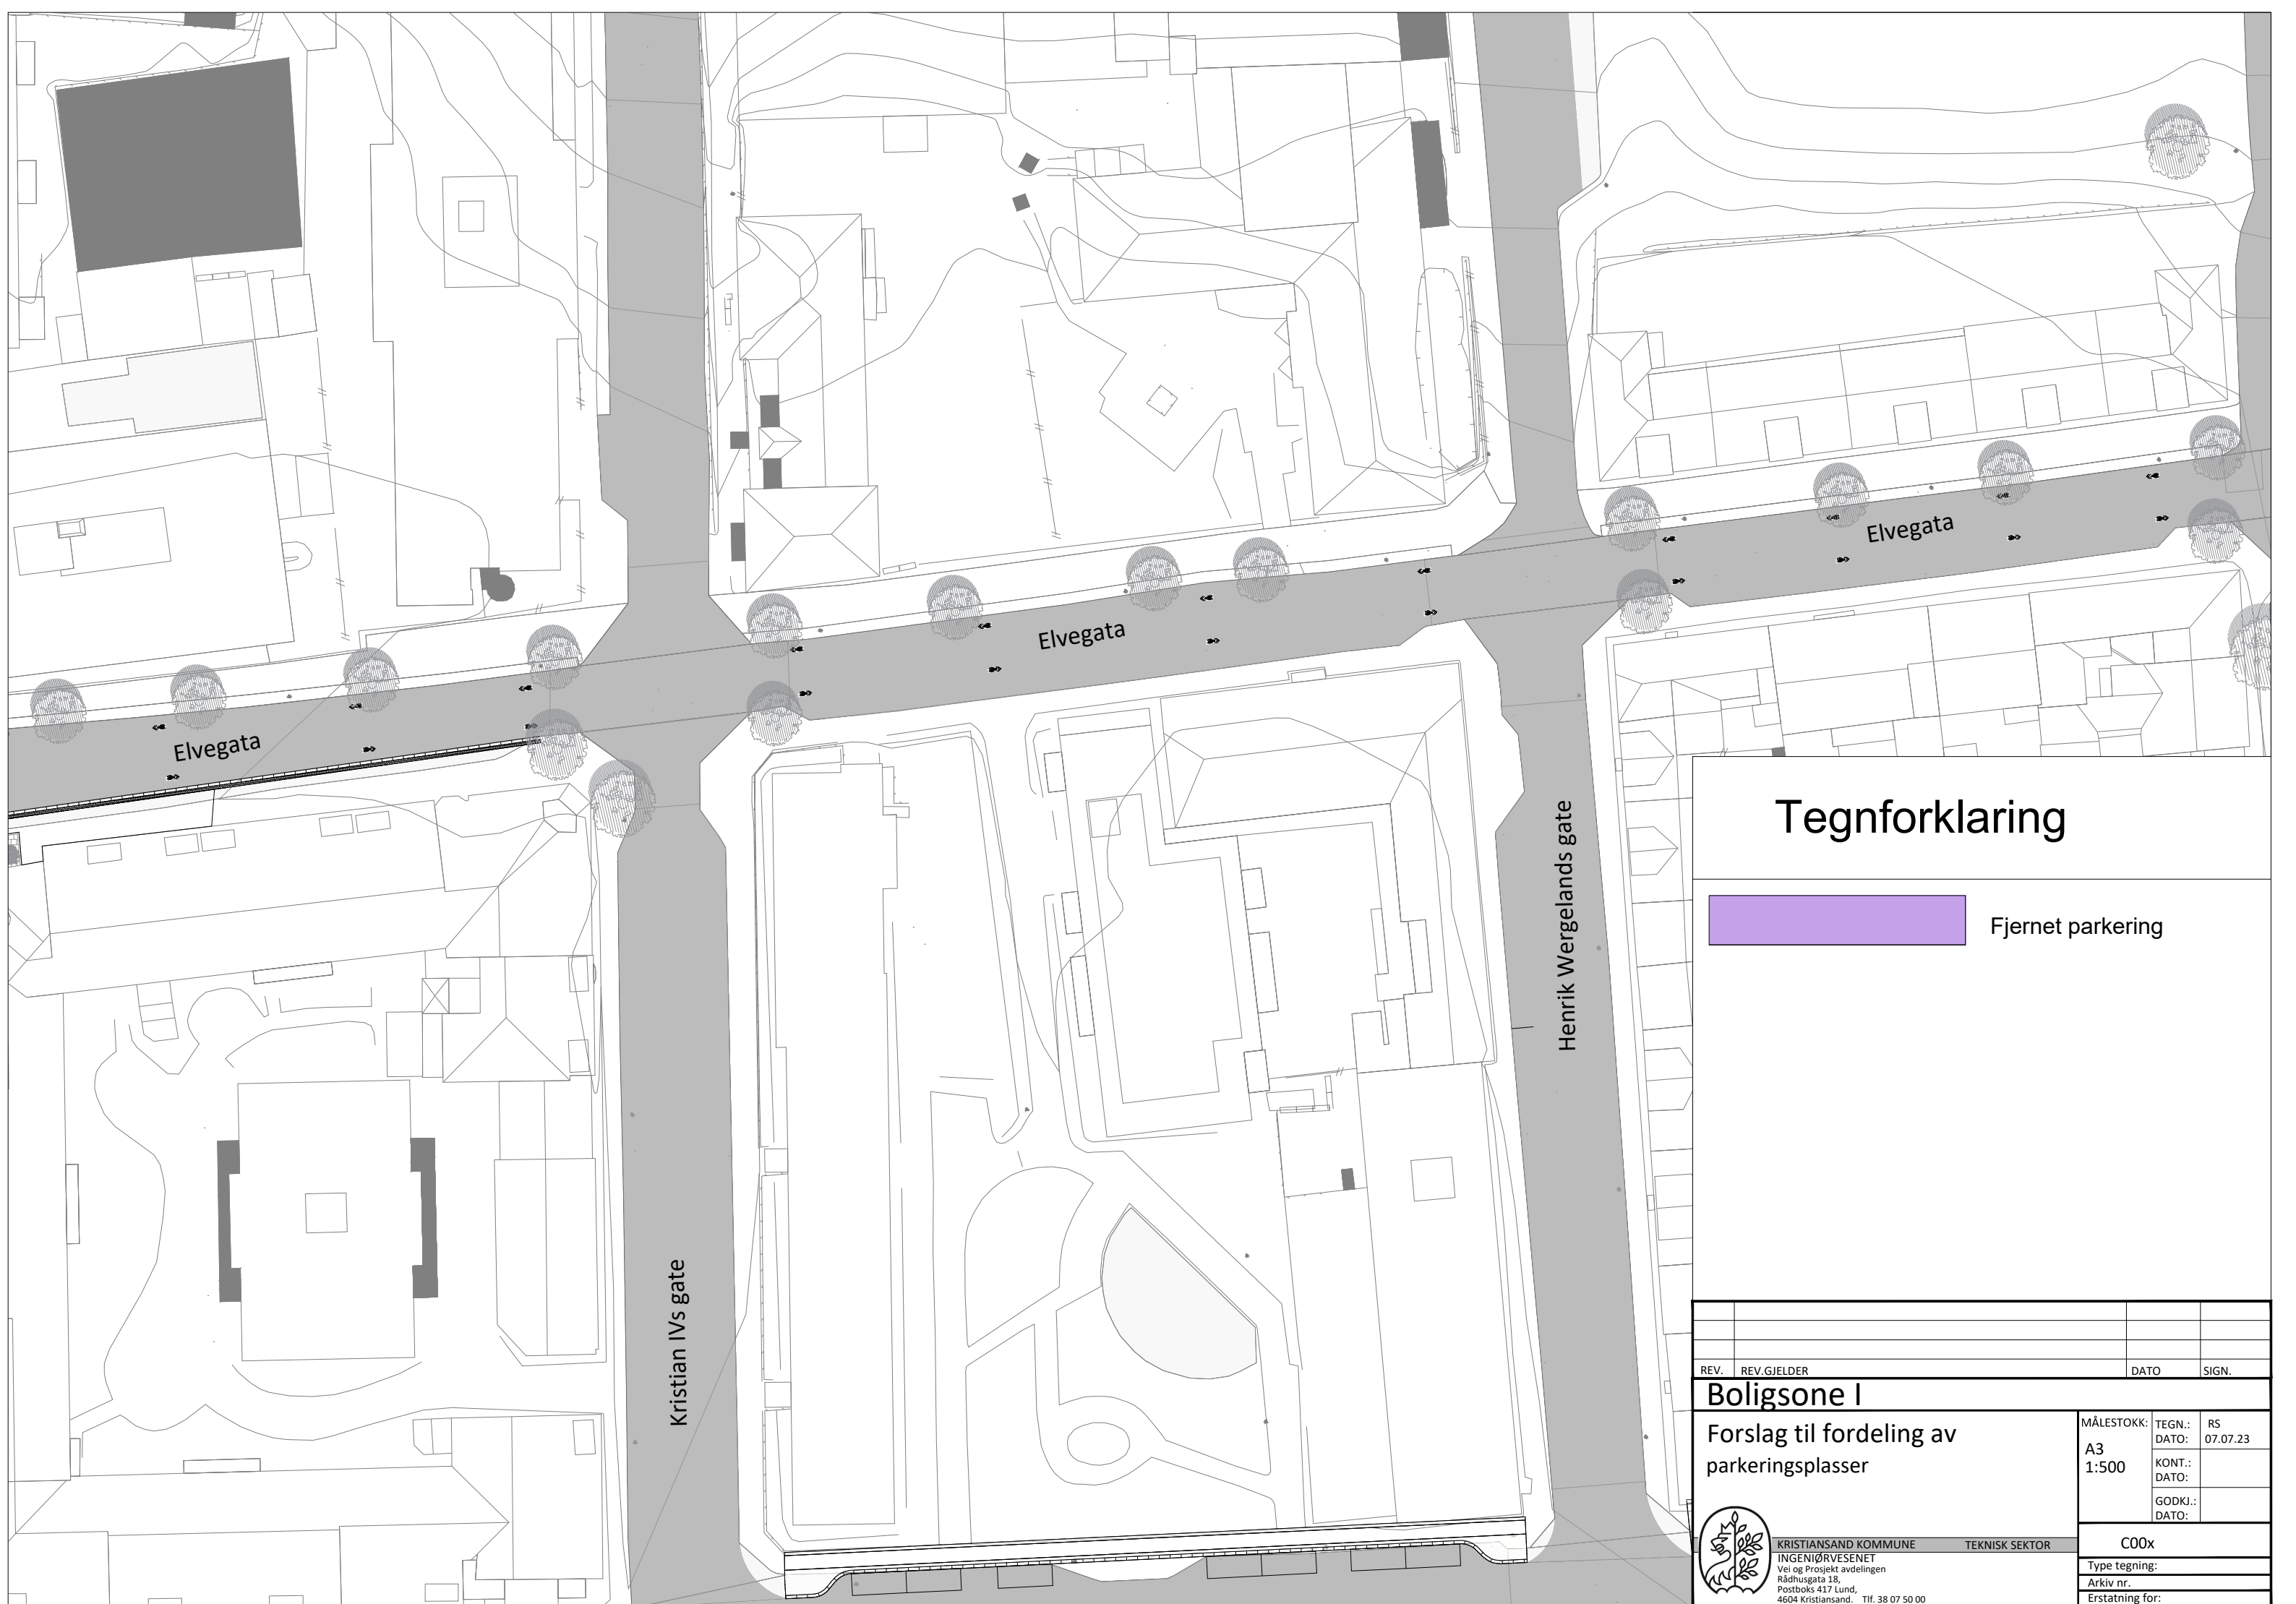 Elvegata
Elvegata
Elvegata
Kristian IVs gate
Henrik Wergelands gate
Tegnforklaring
Fjernet parkering
REV. REV.GJELDER DATO SIGN.
Boligsone I
Forslag til fordeling av
parkeringsplasser
MÅLESTOKK:
A3
1:500
TEGN.: RS
DATO: 07.07.23
KONT.:
DATO:
GODKJ.:
DATO:
KRISTIANSAND KOMMUNE TEKNISK SEKTOR
INGENIØRVESENET
Vei og Prosjekt avdelingen
Rådhusgata 18,
Postboks 417 Lund,
4604 Kristiansand. Tlf. 38 07 50 00
C00x
Type tegning:
Arkiv nr.
Erstatning for: